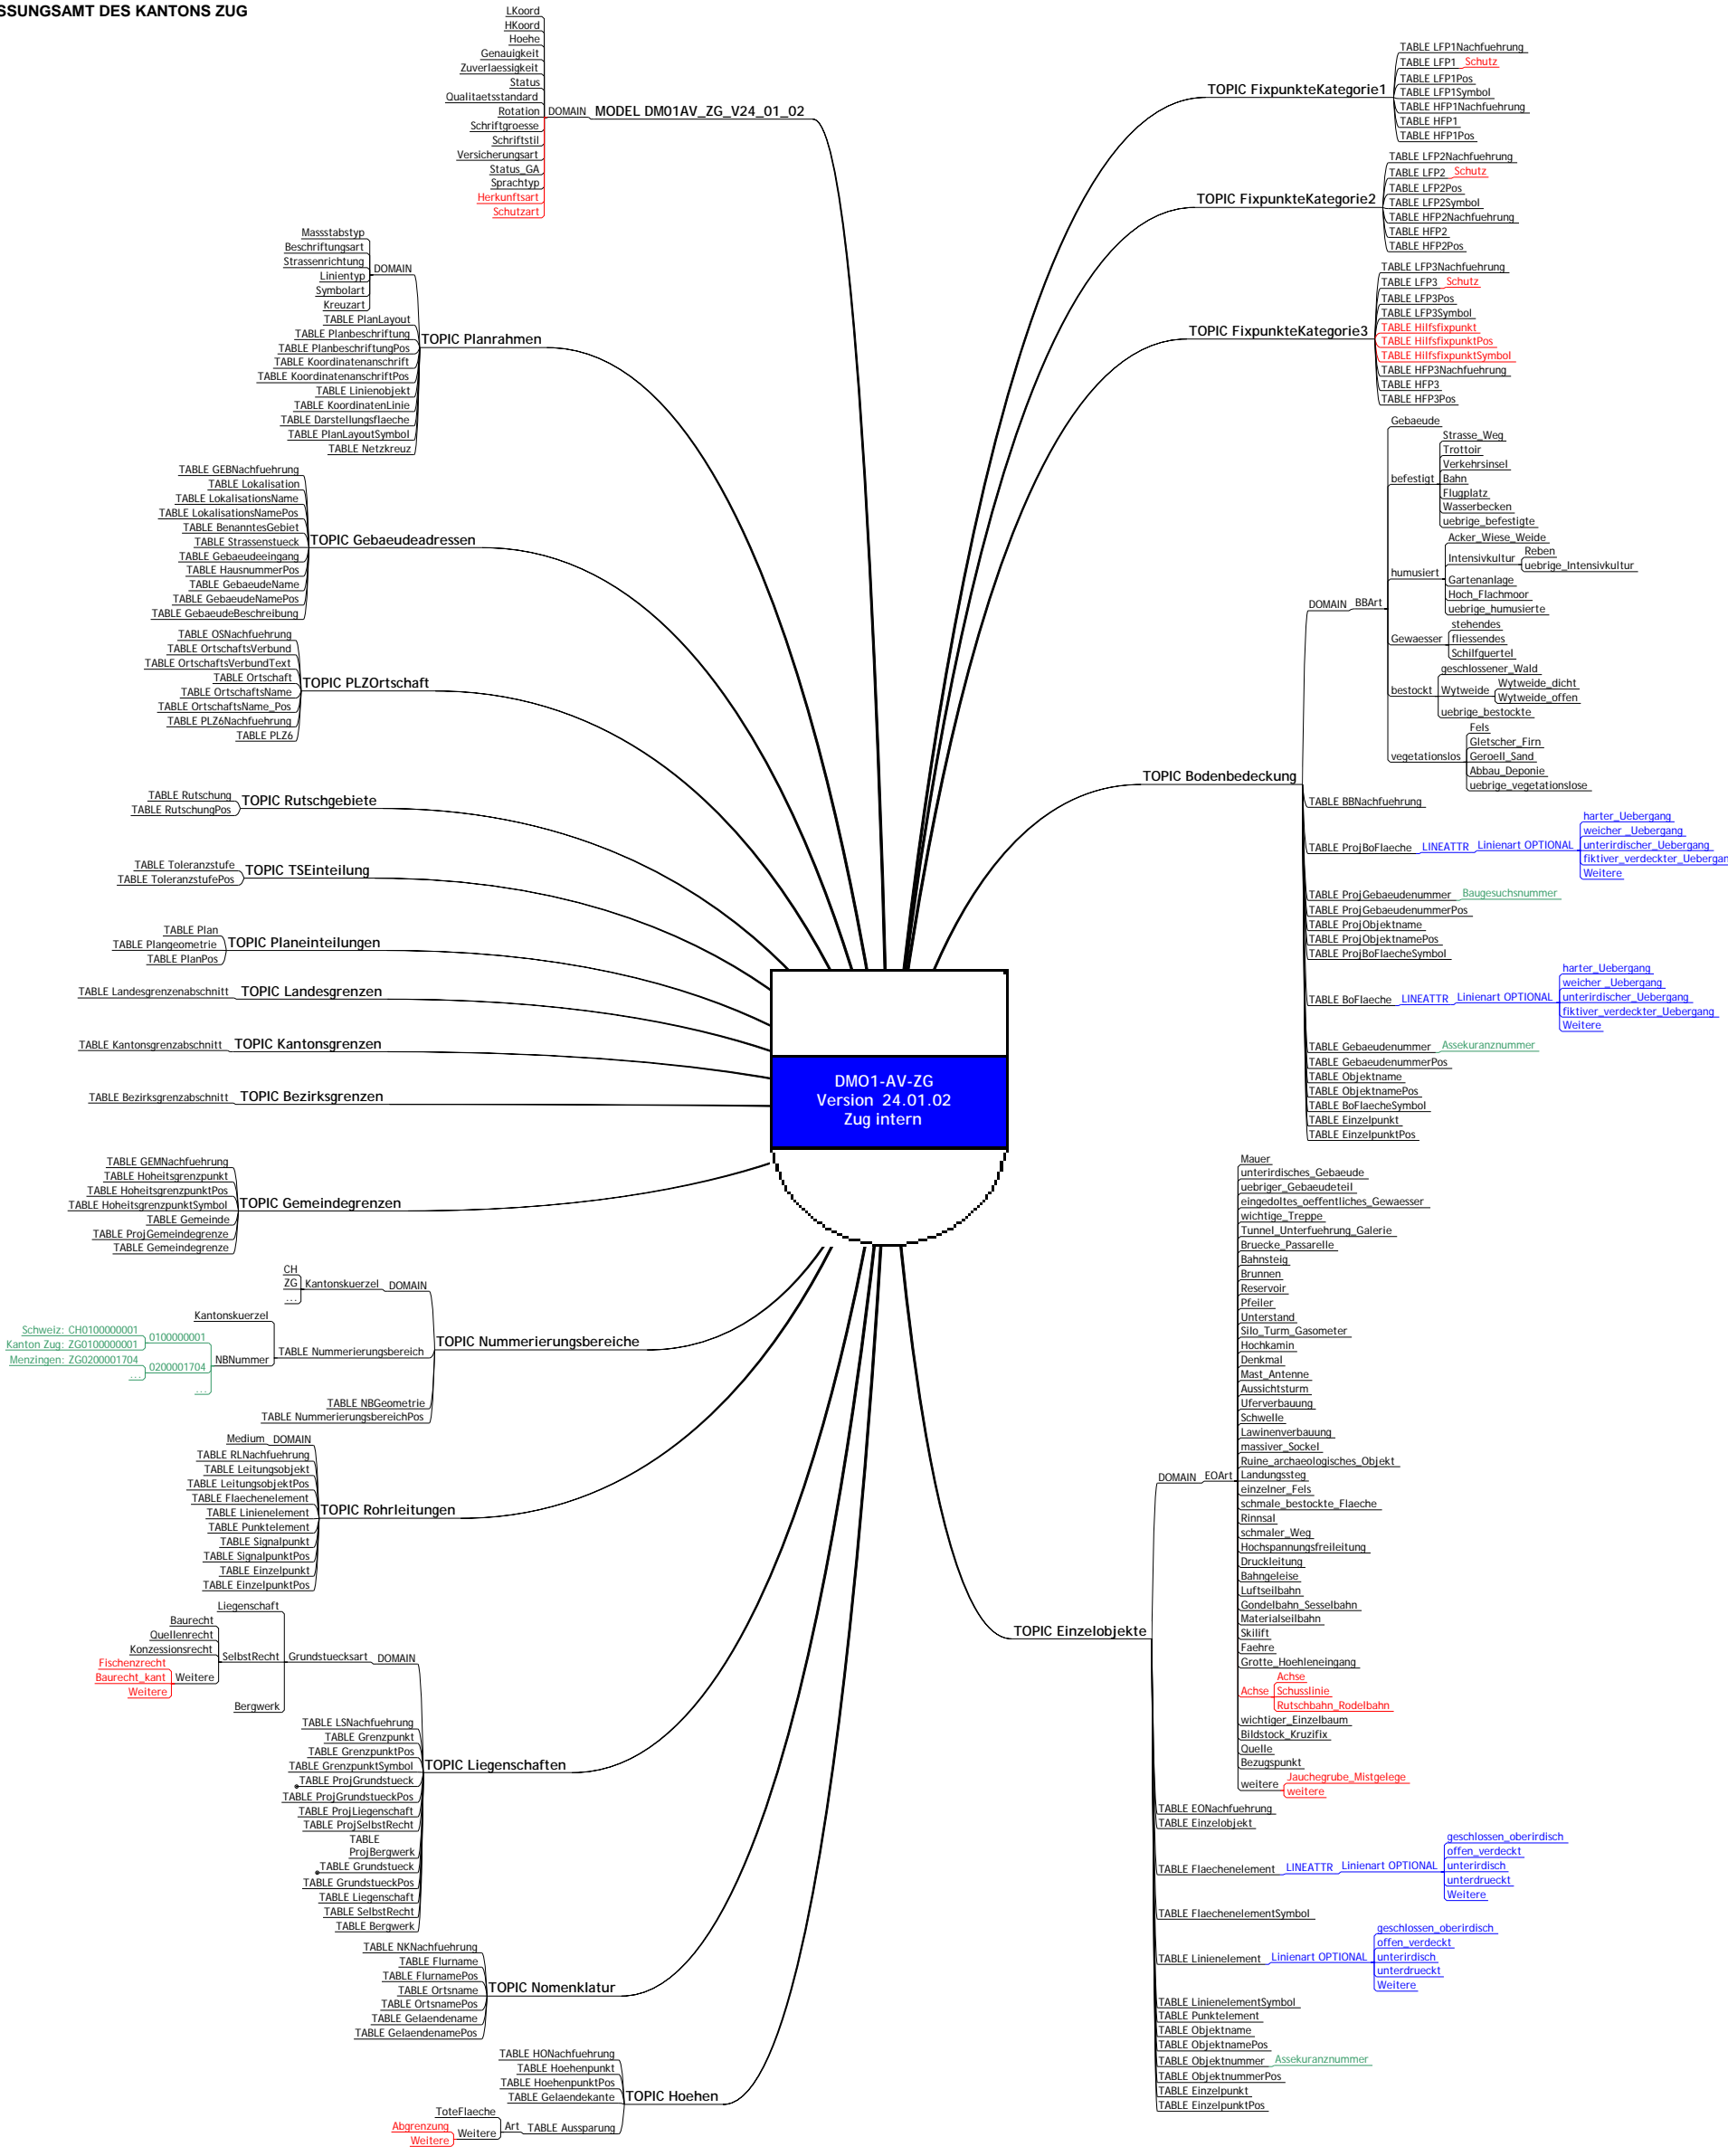 SSUNGSAMT DES KANTONS ZUG
LKoord
HKoord
Hoehe
Genauigkeit
Zuverlaessigkeit
Status
Qualitaetsstandard
Rotation
Schriftgroesse
Schriftstil
Versicherungsart
Status_GA
Sprachtyp
Herkunftsart
Schutzart
DOMAIN
MODEL DM01AV_ZG_V24_01_02
Massstabstyp
Beschriftungsart
Strassenrichtung
Linientyp
Symbolart
Kreuzart
DOMAIN
TABLE PlanLayout
TABLE Planbeschriftung
TABLE PlanbeschriftungPos
TABLE Koordinatenanschrift
TABLE KoordinatenanschriftPos
TABLE Linienobjekt
TABLE KoordinatenLinie
TABLE Darstellungsflaeche
TABLE PlanLayoutSymbol
TABLE Netzkreuz
TOPIC Planrahmen
TABLE GEBNachfuehrung
TABLE Lokalisation
TABLE LokalisationsName
TABLE LokalisationsNamePos
TABLE BenanntesGebiet
TABLE Strassenstueck
TABLE Gebaeudeeingang
TABLE HausnummerPos
TABLE GebaeudeName
TABLE GebaeudeNamePos
TABLE GebaeudeBeschreibung
TOPIC Gebaeudeadressen
TABLE OSNachfuehrung
TABLE OrtschaftsVerbund
TABLE OrtschaftsVerbundText
TABLE Ortschaft
TABLE OrtschaftsName
TABLE OrtschaftsName_Pos
TABLE PLZ6Nachfuehrung
TABLE PLZ6
TOPIC PLZOrtschaft
TABLE Rutschung
TABLE RutschungPos
TOPIC Rutschgebiete
TABLE Toleranzstufe
TABLE ToleranzstufePos
TOPIC TSEinteilung
TABLE Plan
TABLE Plangeometrie
TABLE PlanPos
TOPIC Planeinteilungen
TABLE Landesgrenzenabschnitt
TOPIC Landesgrenzen
TABLE Kantonsgrenzabschnitt
TOPIC Kantonsgrenzen
TABLE Bezirksgrenzabschnitt
TOPIC Bezirksgrenzen
TABLE GEMNachfuehrung
TABLE Hoheitsgrenzpunkt
TABLE HoheitsgrenzpunktPos
TABLE HoheitsgrenzpunktSymbol
TABLE Gemeinde
TABLE ProjGemeindegrenze
TABLE Gemeindegrenze
TOPIC Gemeindegrenzen
CH
ZG
...
Kantonskuerzel
DOMAIN
Kantonskuerzel
Schweiz: CH0100000001
Kanton Zug: ZG0100000001
0100000001
Menzingen: ZG0200001704
...
0200001704
...
NBNummer
TABLE Nummerierungsbereich
TABLE NBGeometrie
TABLE NummerierungsbereichPos
TOPIC Nummerierungsbereiche
Medium
DOMAIN
TABLE RLNachfuehrung
TABLE Leitungsobjekt
TABLE LeitungsobjektPos
TABLE Flaechenelement
TABLE Linienelement
TABLE Punktelement
TABLE Signalpunkt
TABLE SignalpunktPos
TABLE Einzelpunkt
TABLE EinzelpunktPos
TOPIC Rohrleitungen
Liegenschaft
Baurecht
Quellenrecht
Konzessionsrecht
Fischenzrecht
Baurecht_kant
Weitere
Weitere
SelbstRecht
Bergwerk
Grundstuecksart
DOMAIN
TABLE LSNachfuehrung
TABLE Grenzpunkt
TABLE GrenzpunktPos
TABLE GrenzpunktSymbol
TABLE ProjGrundstueck
TABLE ProjGrundstueckPos
TABLE ProjLiegenschaft
TABLE ProjSelbstRecht
TABLE
ProjBergwerk
TABLE Grundstueck
TABLE GrundstueckPos
TABLE Liegenschaft
TABLE SelbstRecht
TABLE Bergwerk
TOPIC Liegenschaften
TABLE NKNachfuehrung
TABLE Flurname
TABLE FlurnamePos
TABLE Ortsname
TABLE OrtsnamePos
TABLE Gelaendename
TABLE GelaendenamePos
TOPIC Nomenklatur
TABLE HONachfuehrung
TABLE Hoehenpunkt
TABLE HoehenpunktPos
TABLE Gelaendekante
ToteFlaeche
Abgrenzung
Weitere
Weitere
Art
TABLE Aussparung
TOPIC Hoehen
DMO1-AV-ZG
Version 24.01.02
Zug intern
TOPIC FixpunkteKategorie1
TABLE LFP1Nachfuehrung
TABLE LFP1 Schutz
TABLE LFP1Pos
TABLE LFP1Symbol
TABLE HFP1Nachfuehrung
TABLE HFP1
TABLE HFP1Pos
TOPIC FixpunkteKategorie2
TABLE LFP2Nachfuehrung
TABLE LFP2 Schutz
TABLE LFP2Pos
TABLE LFP2Symbol
TABLE HFP2Nachfuehrung
TABLE HFP2
TABLE HFP2Pos
TOPIC FixpunkteKategorie3
TABLE LFP3Nachfuehrung
TABLE LFP3 Schutz
TABLE LFP3Pos
TABLE LFP3Symbol
TABLE Hilfsfixpunkt
TABLE HilfsfixpunktPos
TABLE HilfsfixpunktSymbol
TABLE HFP3Nachfuehrung
TABLE HFP3
TABLE HFP3Pos
TOPIC Bodenbedeckung
DOMAIN
BBArt
Gebaeude
befestigt
Strasse_Weg
Trottoir
Verkehrsinsel
Bahn
Flugplatz
Wasserbecken
uebrige_befestigte
humusiert
Acker_Wiese_Weide
Intensivkultur
Reben
uebrige_Intensivkultur
Gartenanlage
Hoch_Flachmoor
uebrige_humusierte
Gewaesser
stehendes
fliessendes
Schilfguertel
bestockt
geschlossener_Wald
Wytweide
Wytweide_dicht
Wytweide_offen
uebrige_bestockte
vegetationslos
Fels
Gletscher_Firn
Geroell_Sand
Abbau_Deponie
uebrige_vegetationslose
TABLE BBNachfuehrung
TABLE ProjBoFlaeche LINEATTR Linienart OPTIONAL
harter_Uebergang
weicher _Uebergang
unterirdischer_Uebergang
fiktiver_verdeckter_Uebergan
Weitere
TABLE ProjGebaeudenummer Baugesuchsnummer
TABLE ProjGebaeudenummerPos
TABLE ProjObjektname
TABLE ProjObjektnamePos
TABLE ProjBoFlaecheSymbol
TABLE BoFlaeche LINEATTR Linienart OPTIONAL
harter_Uebergang
weicher _Uebergang
unterirdischer_Uebergang
fiktiver_verdeckter_Uebergang
Weitere
TABLE Gebaeudenummer Assekuranznummer
TABLE GebaeudenummerPos
TABLE Objektname
TABLE ObjektnamePos
TABLE BoFlaecheSymbol
TABLE Einzelpunkt
TABLE EinzelpunktPos
TOPIC Einzelobjekte
DOMAIN
EOArt
Mauer
unterirdisches_Gebaeude
uebriger_Gebaeudeteil
eingedoltes_oeffentliches_Gewaesser
wichtige_Treppe
Tunnel_Unterfuehrung_Galerie
Bruecke_Passarelle
Bahnsteig
Brunnen
Reservoir
Pfeiler
Unterstand
Silo_Turm_Gasometer
Hochkamin
Denkmal
Mast_Antenne
Aussichtsturm
Uferverbauung
Schwelle
Lawinenverbauung
massiver_Sockel
Ruine_archaeologisches_Objekt
Landungssteg
einzelner_Fels
schmale_bestockte_Flaeche
Rinnsal
schmaler_Weg
Hochspannungsfreileitung
Druckleitung
Bahngeleise
Luftseilbahn
Gondelbahn_Sesselbahn
Materialseilbahn
Skilift
Faehre
Grotte_Hoehleneingang
Achse
Achse
Schusslinie
Rutschbahn_Rodelbahn
wichtiger_Einzelbaum
Bildstock_Kruzifix
Quelle
Bezugspunkt
weitere
Jauchegrube_Mistgelege
weitere
TABLE EONachfuehrung
TABLE Einzelobjekt
TABLE Flaechenelement LINEATTR Linienart OPTIONAL
geschlossen_oberirdisch
offen_verdeckt
unterirdisch
unterdrueckt
Weitere
TABLE FlaechenelementSymbol
TABLE Linienelement Linienart OPTIONAL
geschlossen_oberirdisch
offen_verdeckt
unterirdisch
unterdrueckt
Weitere
TABLE LinienelementSymbol
TABLE Punktelement
TABLE Objektname
TABLE ObjektnamePos
TABLE Objektnummer Assekuranznummer
TABLE ObjektnummerPos
TABLE Einzelpunkt
TABLE EinzelpunktPos